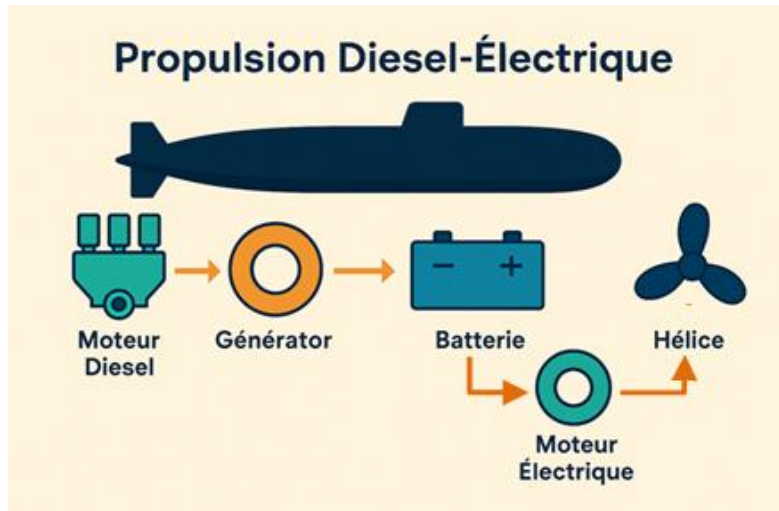 Propulsion Diesel-Électrique
Moteur
Diesel
Générator
Batterie
Hélice
Moteur
Électrique